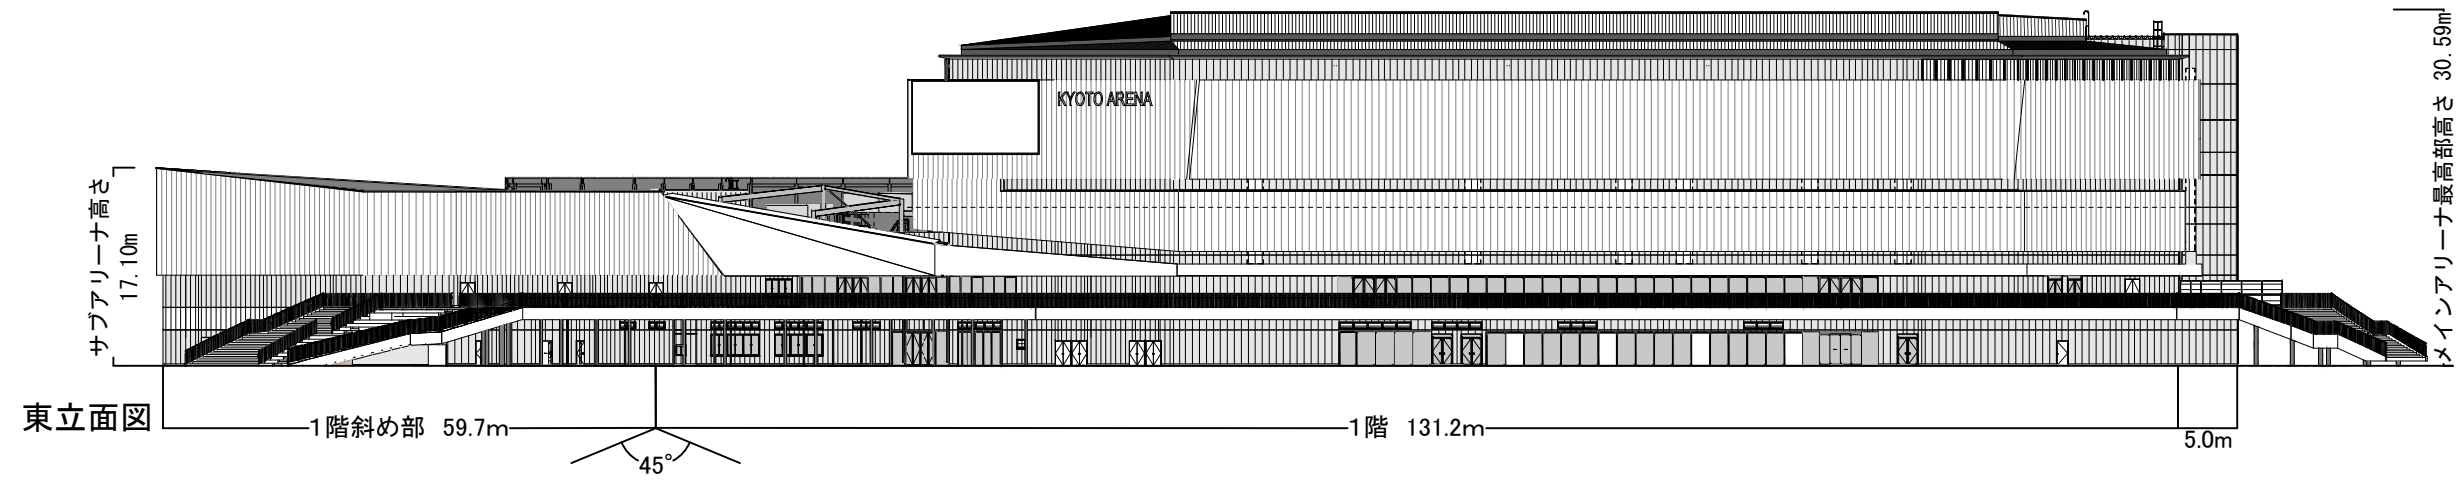 KYOTO ARENA
サブアリーナ高さ
17.10m
メインアリーナ最高部高さ 30.59m
東立面図
1階斜め部 59.7m
1階 131.2m
5.0m
45°